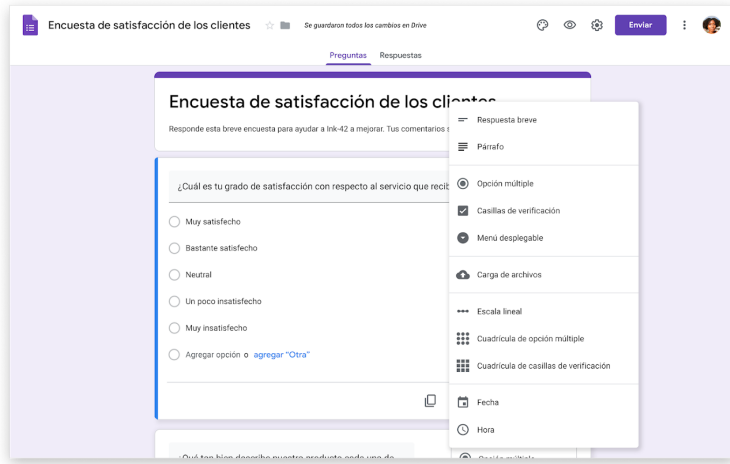 Encuesta de satisfacción de los clientes
Se guardaron todos los cambios en Drive
Enviar
Preguntas Respuestas
Encuesta de satisfacción de los clientes
Responde esta breve encuesta para ayudar a Ink-42 a mejorar. Tus comentarios
¿Cuál es tu grado de satisfacción con respecto al servicio que
Muy satisfecho
Bastante satisfecho
Neutral
Un poco insatisfecho
Muy insatisfecho
Agregar opción o agregar "Otra"
Respuesta breve
Párrafo
Opción múltiple
Casillas de verificación
Menú desplegable
Carga de archivos
Escala lineal
Cuadrícula de opción múltiple
Cuadrícula de casillas de verificación
Fecha
Hora